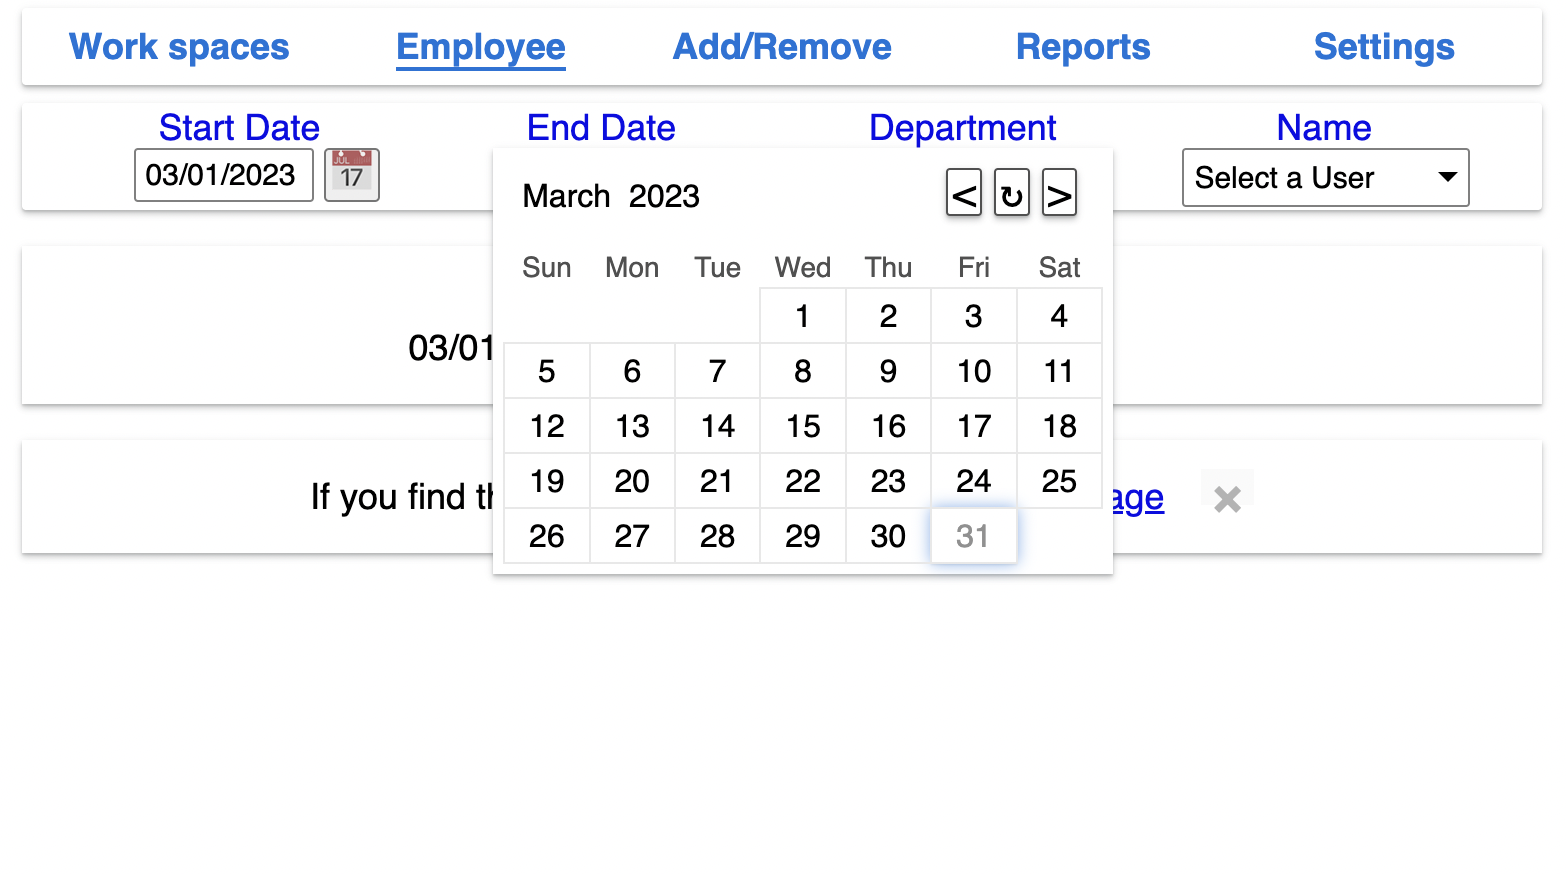 Work spaces Employee Add/Remove Reports Settings
Start Date End Date Department Name
03/01/2023 JUL 17 Select a User
March 2023 < ↻ >
Sun Mon Tue Wed Thu Fri Sat
1 2 3 4
03/01
5 6 7 8 9 10 11
12 13 14 15 16 17 18
19 20 21 22 23 24 25
If you find age ×
26 27 28 29 30 31